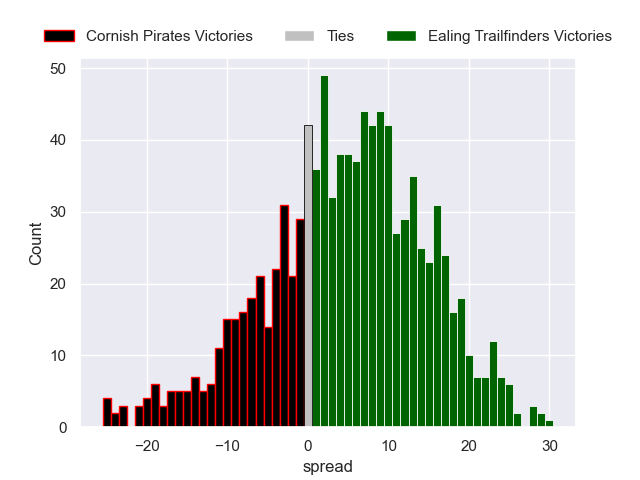 Cornish Pirates Victories Ties Ealing Trailfinders Victories
50
40
30
20
10
0
Count
−20 −10 0 10 20 30
spread